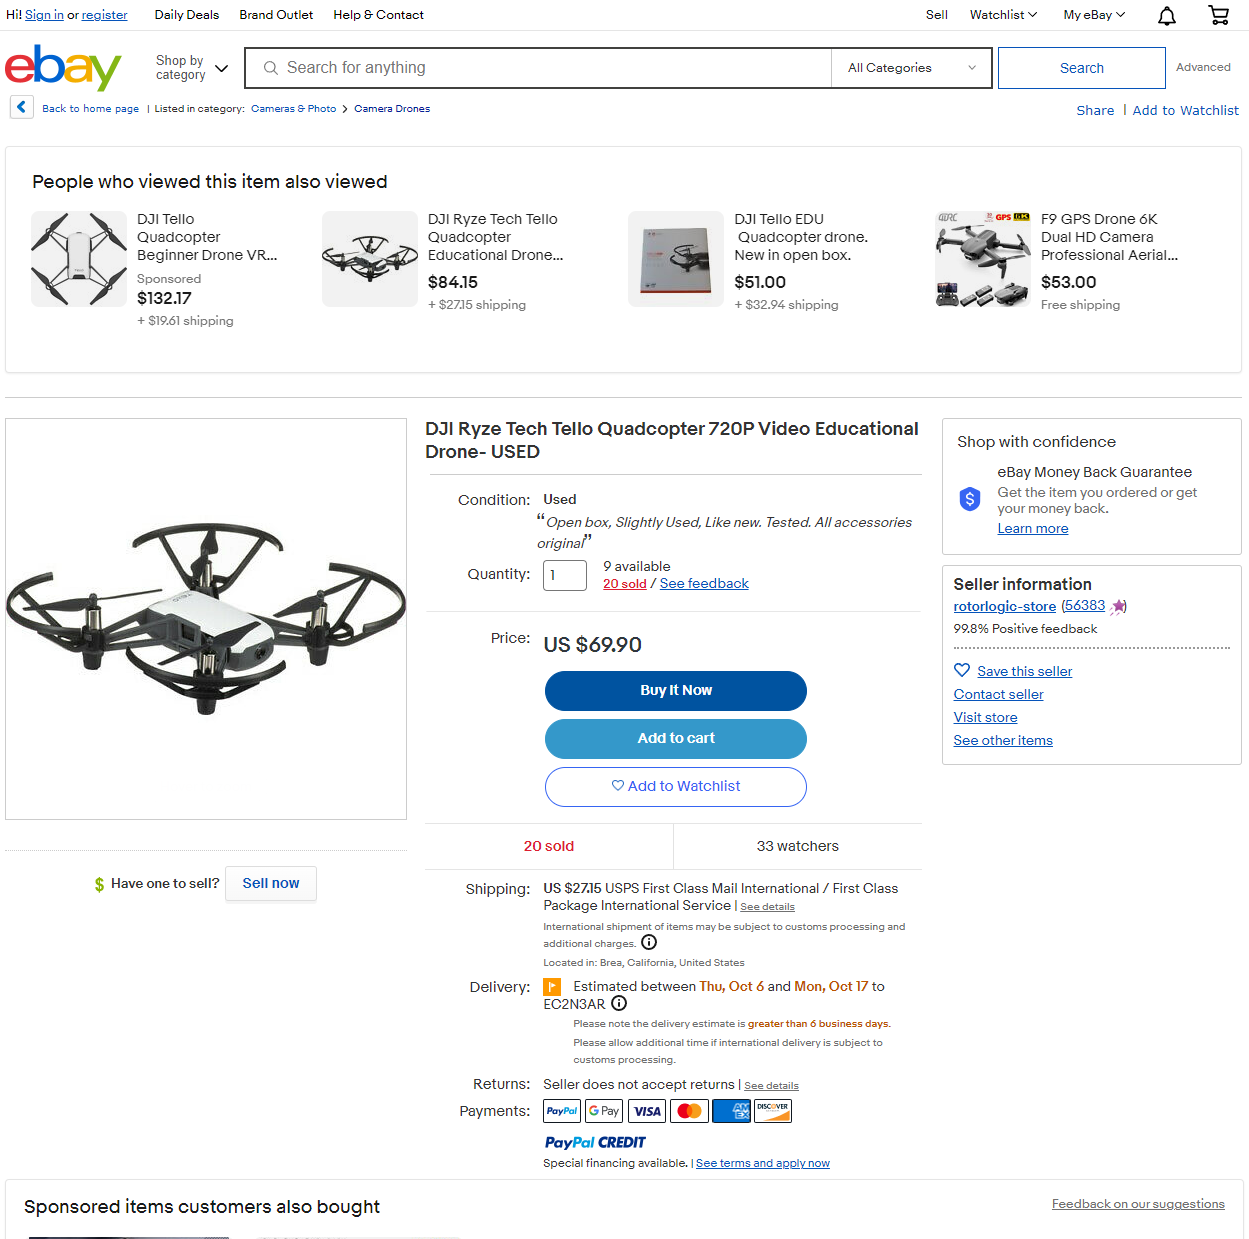 Hi! Sign in or register
Daily Deals
Brand Outlet
Help & Contact
Sell
Watchlist
My eBay
ebay
Shop by
category
Search for anything
All Categories
Search
Advanced
Back to home page | Listed in category: Cameras & Photo > Camera Drones
Share | Add to Watchlist
People who viewed this item also viewed
DJI Tello
Quadcopter
Beginner Drone VR...
Sponsored
$132.17
+ $19.61 shipping
DJI Ryze Tech Tello
Quadcopter
Educational Drone...
$84.15
+ $27.15 shipping
DJI Tello EDU
Quadcopter drone.
New in open box.
$51.00
+ $32.94 shipping
GPS 6K
F9 GPS Drone 6K
Dual HD Camera
Professional Aerial...
$53.00
Free shipping
DJI Ryze Tech Tello Quadcopter 720P Video Educational
Drone- USED
Condition: Used
“Open box, Slightly Used, Like new. Tested. All accessories
original”
Quantity: 1
9 available
20 sold / See feedback
Price: US $69.90
Buy It Now
Add to cart
Add to Watchlist
20 sold
33 watchers
Shipping: US $27.15 USPS First Class Mail International / First Class
Package International Service | See details
International shipment of items may be subject to customs processing and
additional charges.
Located in: Brea, California, United States
Delivery: Estimated between Thu, Oct 6 and Mon, Oct 17 to
EC2N3AR
Please note the delivery estimate is greater than 6 business days.
Please allow additional time if international delivery is subject to
customs processing.
Returns: Seller does not accept returns | See details
Payments: PayPal G Pay VISA AMEX DISCOVER
PayPal CREDIT
Special financing available. | See terms and apply now
TELLO
$ Have one to sell? Sell now
Shop with confidence
eBay Money Back Guarantee
Get the item you ordered or get
your money back.
Learn more
Seller information
rotorlogic-store (56383)
99.8% Positive feedback
Save this seller
Contact seller
Visit store
See other items
Sponsored items customers also bought
Feedback on our suggestions